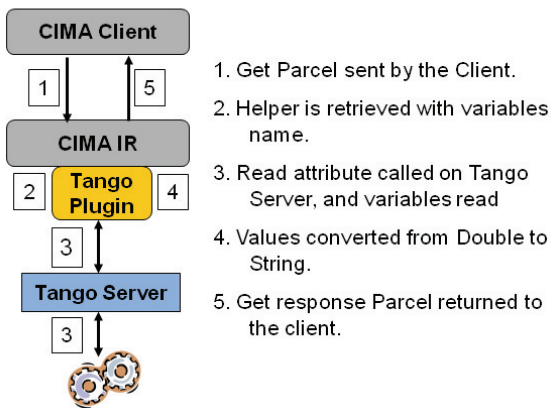 CIMA Client
1
5
CIMA IR
2
Tango
Plugin
4
3
Tango Server
3
1. Get Parcel sent by the Client.
2. Helper is retrieved with variables
name.
3. Read attribute called on Tango
Server, and variables read
4. Values converted from Double to
String.
5. Get response Parcel returned to
the client.